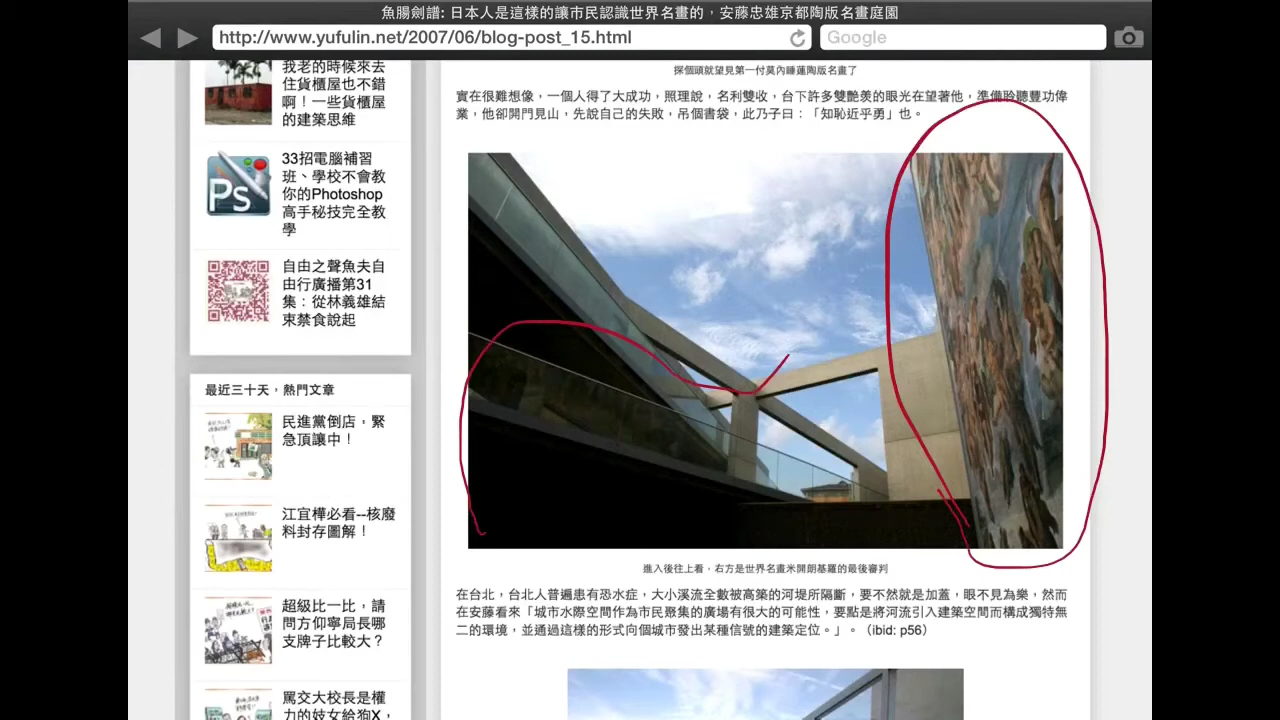 魚腸劍譜: 日本人是這樣的讓市民認識世界名畫的，安藤忠雄京都陶版名畫庭園
http://www.yufulin.net/2007/06/blog-post_15.html
Google
我老的時候來去
住貨櫃屋也不錯
啊！一些貨櫃屋
的建築思維
33招電腦補習
班、學校不會教
你的Photoshop
高手秘技完全教
學
自由之聲魚夫自
由行廣播第31
集：從林義雄結
束禁食說起
最近三十天，熱門文章
民進黨倒店，緊
急頂讓中！
江宜樺必看--核廢
料封存圖解！
超級比一比，請
問方仰寧局長哪
支牌子比較大？
罵交大校長是權
力的妓女給狗X，
探個頭就望見第一付莫內睡蓮陶版名畫了
實在很難想像，一個人得了大成功，照理說，名利雙收，台下許多雙艷羨的眼光在望著他，準備聆聽豐功偉
業，他卻開門見山，先說自己的失敗，吊個書袋，此乃子曰：「知恥近乎勇」也。
進入後往上看，右方是世界名畫米開朗基羅的最後審判
在台北，台北人普遍患有恐水症，大小溪流全數被高築的河堤所隔斷，要不然就是加蓋，眼不見為樂，然而
在安藤看來「城市水際空間作為市民聚集的廣場有很大的可能性，要點是將河流引入建築空間而構成獨特無
二的環境，並通過這樣的形式向個城市發出某種信號的建築定位。」。（ibid: p56）